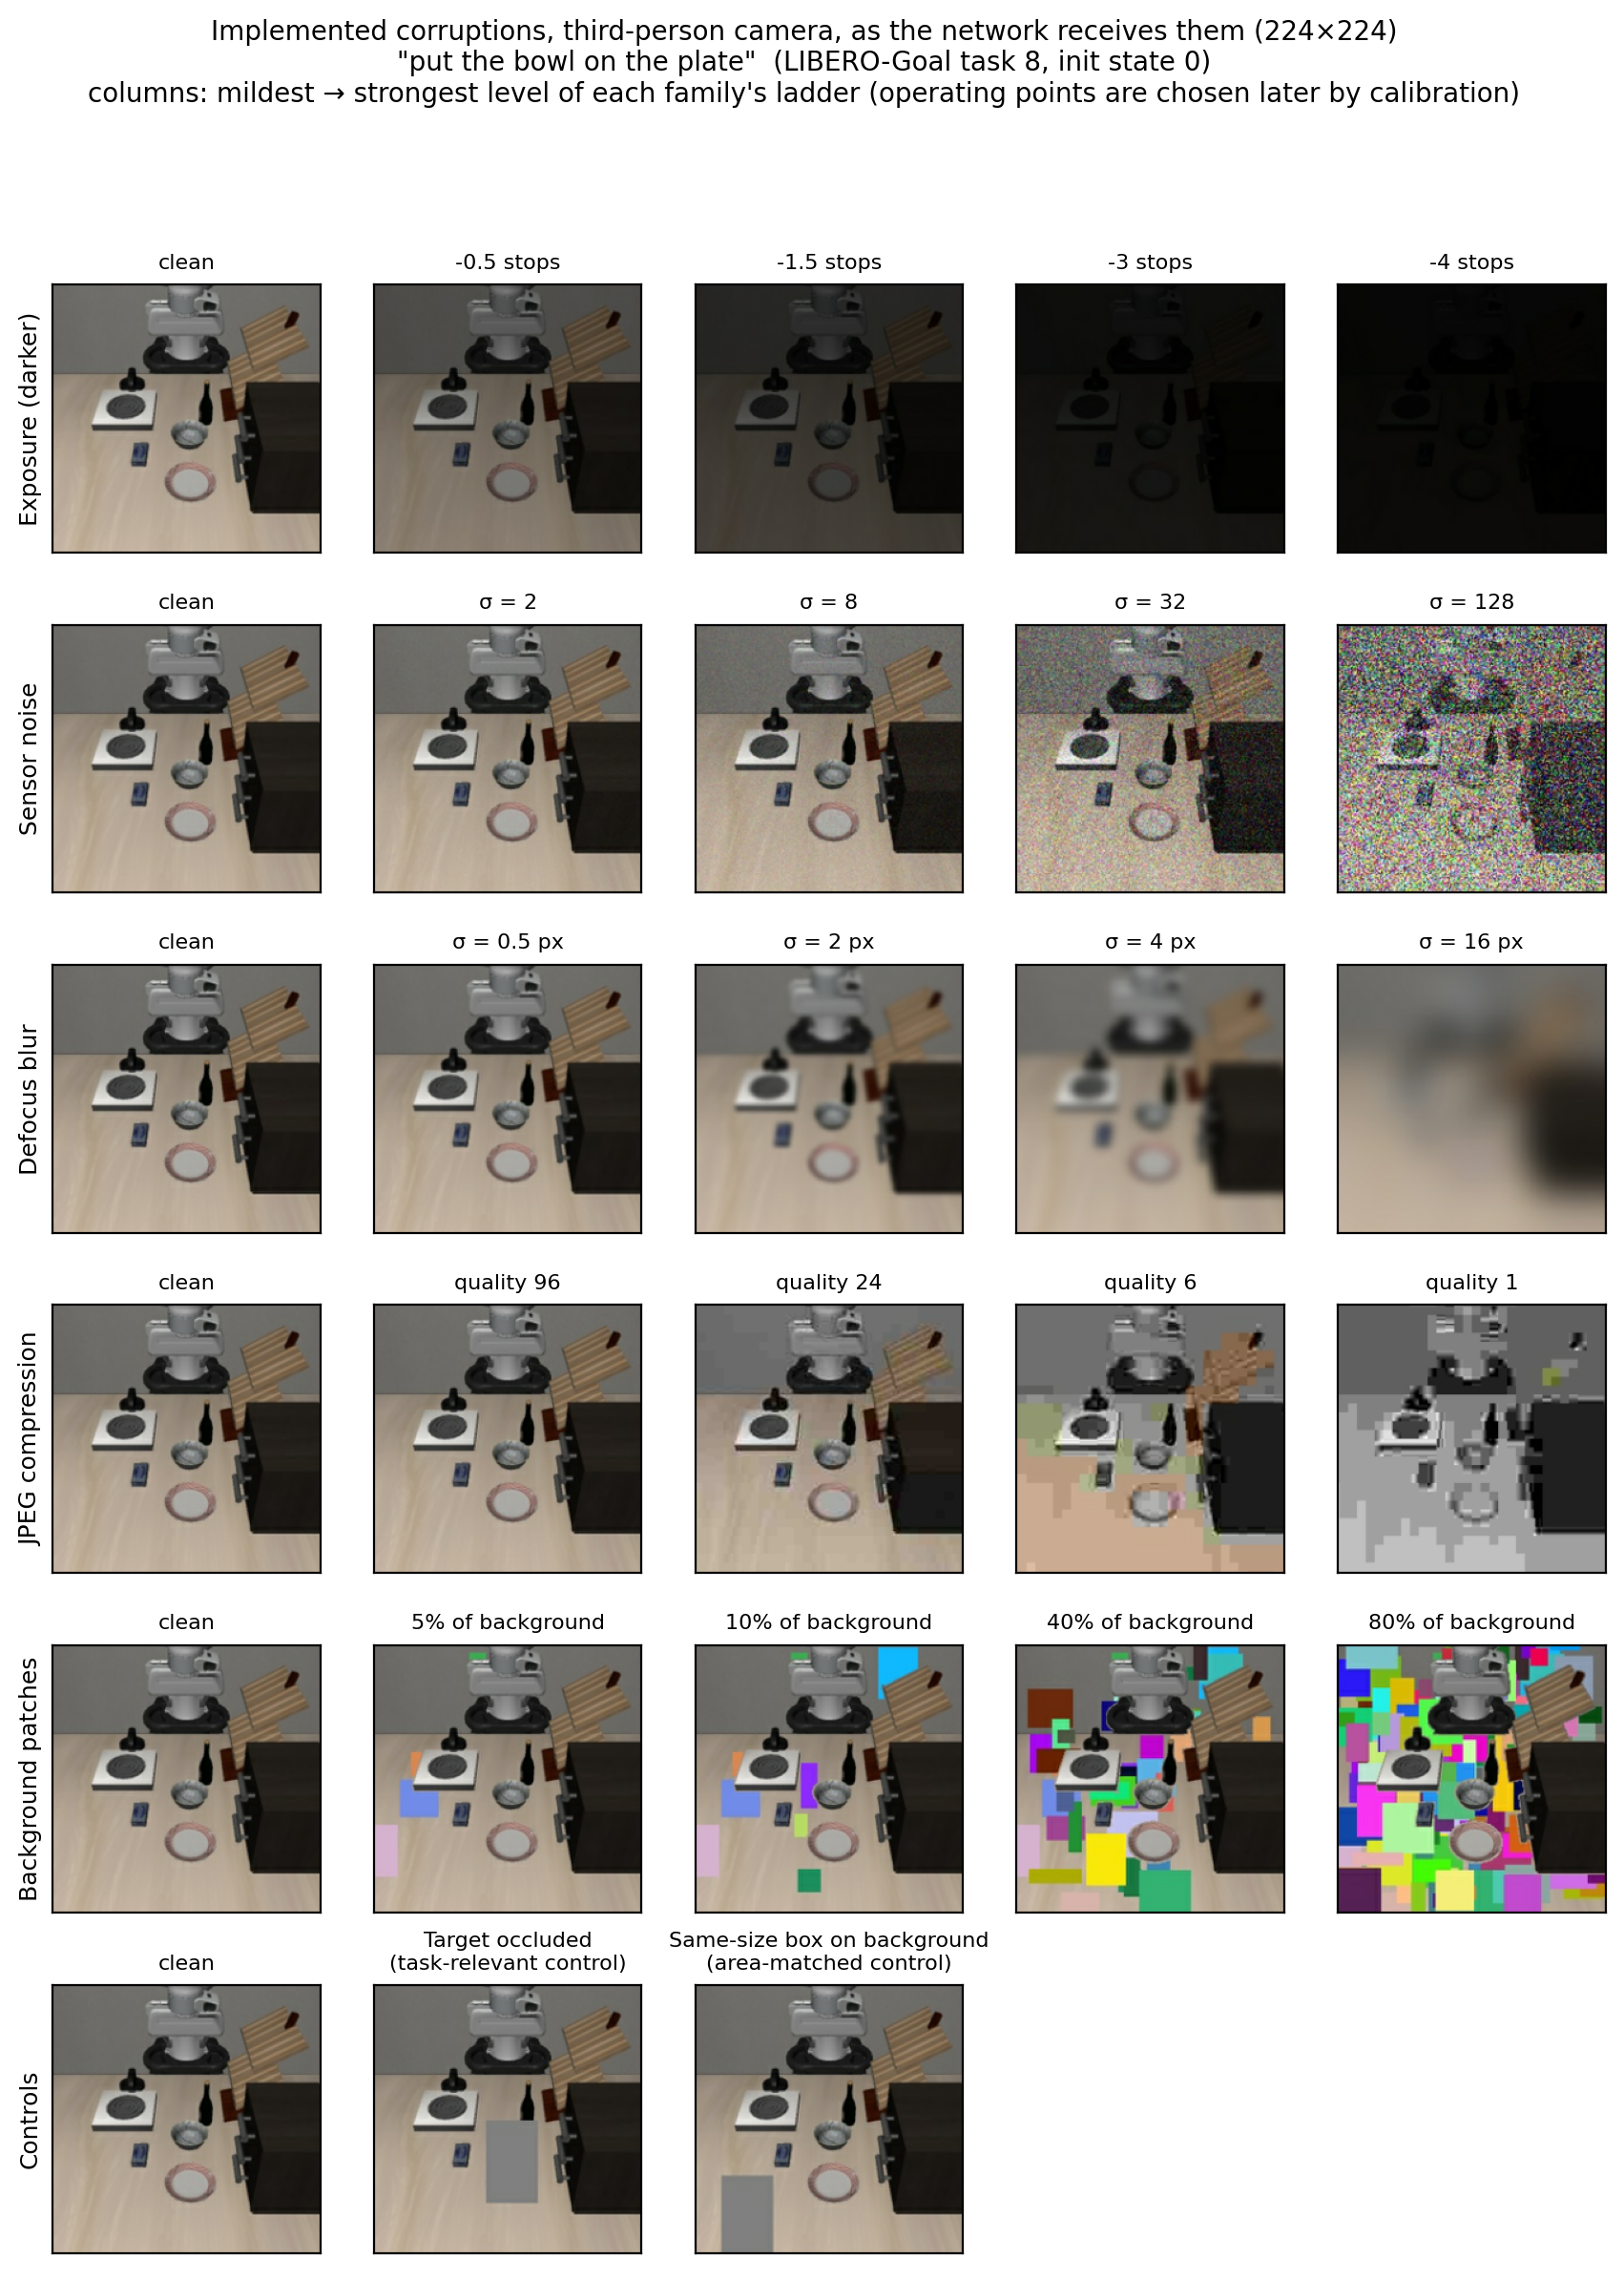 Implemented corruptions, third-person camera, as the network receives them (224×224)
"put the bowl on the plate"  (LIBERO-Goal task 8, init state 0)
columns: mildest → strongest level of each family's ladder (operating points are chosen later by calibration)
Exposure (darker)
clean
-0.5 stops
-1.5 stops
-3 stops
-4 stops
Sensor noise
clean
σ = 2
σ = 8
σ = 32
σ = 128
Defocus blur
clean
σ = 0.5 px
σ = 2 px
σ = 4 px
σ = 16 px
JPEG compression
clean
quality 96
quality 24
quality 6
quality 1
Background patches
clean
5% of background
10% of background
40% of background
80% of background
Controls
clean
Target occluded
(task-relevant control)
Same-size box on background
(area-matched control)